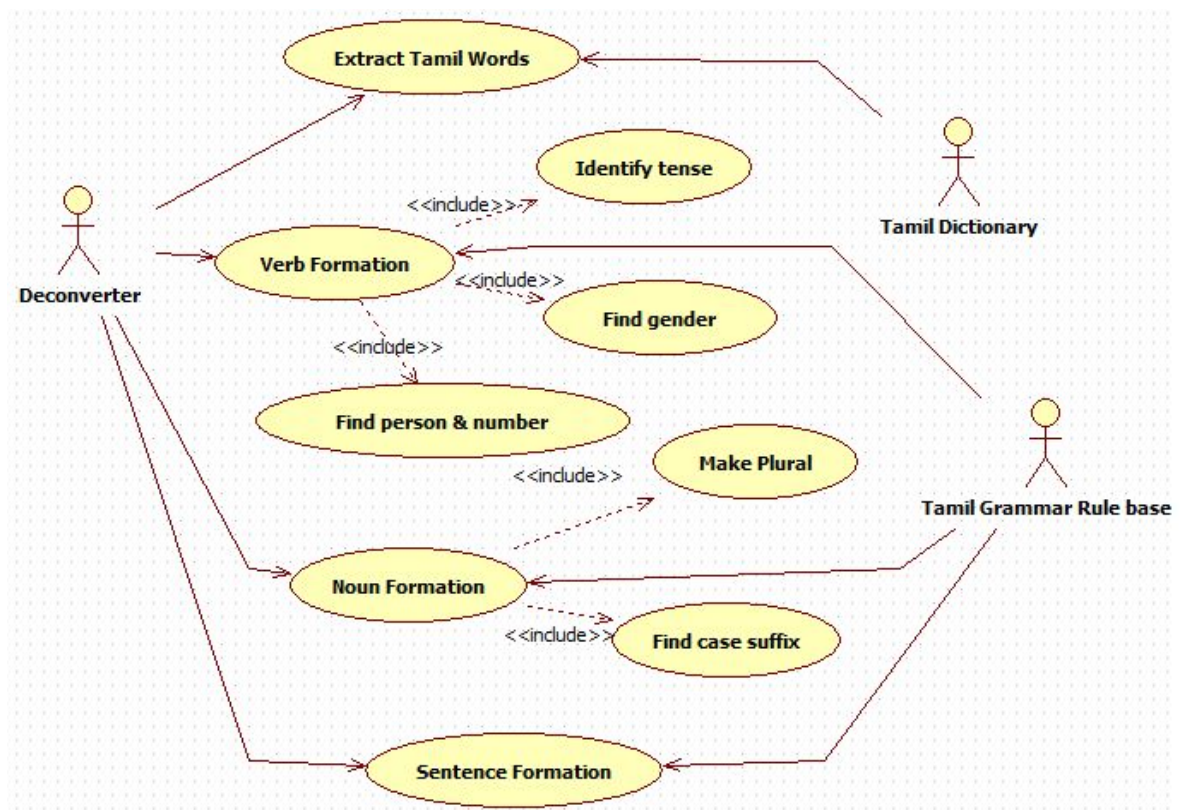 Extract Tamil Words
Identify tense
<<include>>
Tamil Dictionary
Verb Formation
<<include>>
Deconverter
Find gender
<<include>>
Find person & number
Make Plural
<<include>>
Tamil Grammar Rule base
Noun Formation
<<include>>
Find case suffix
Sentence Formation